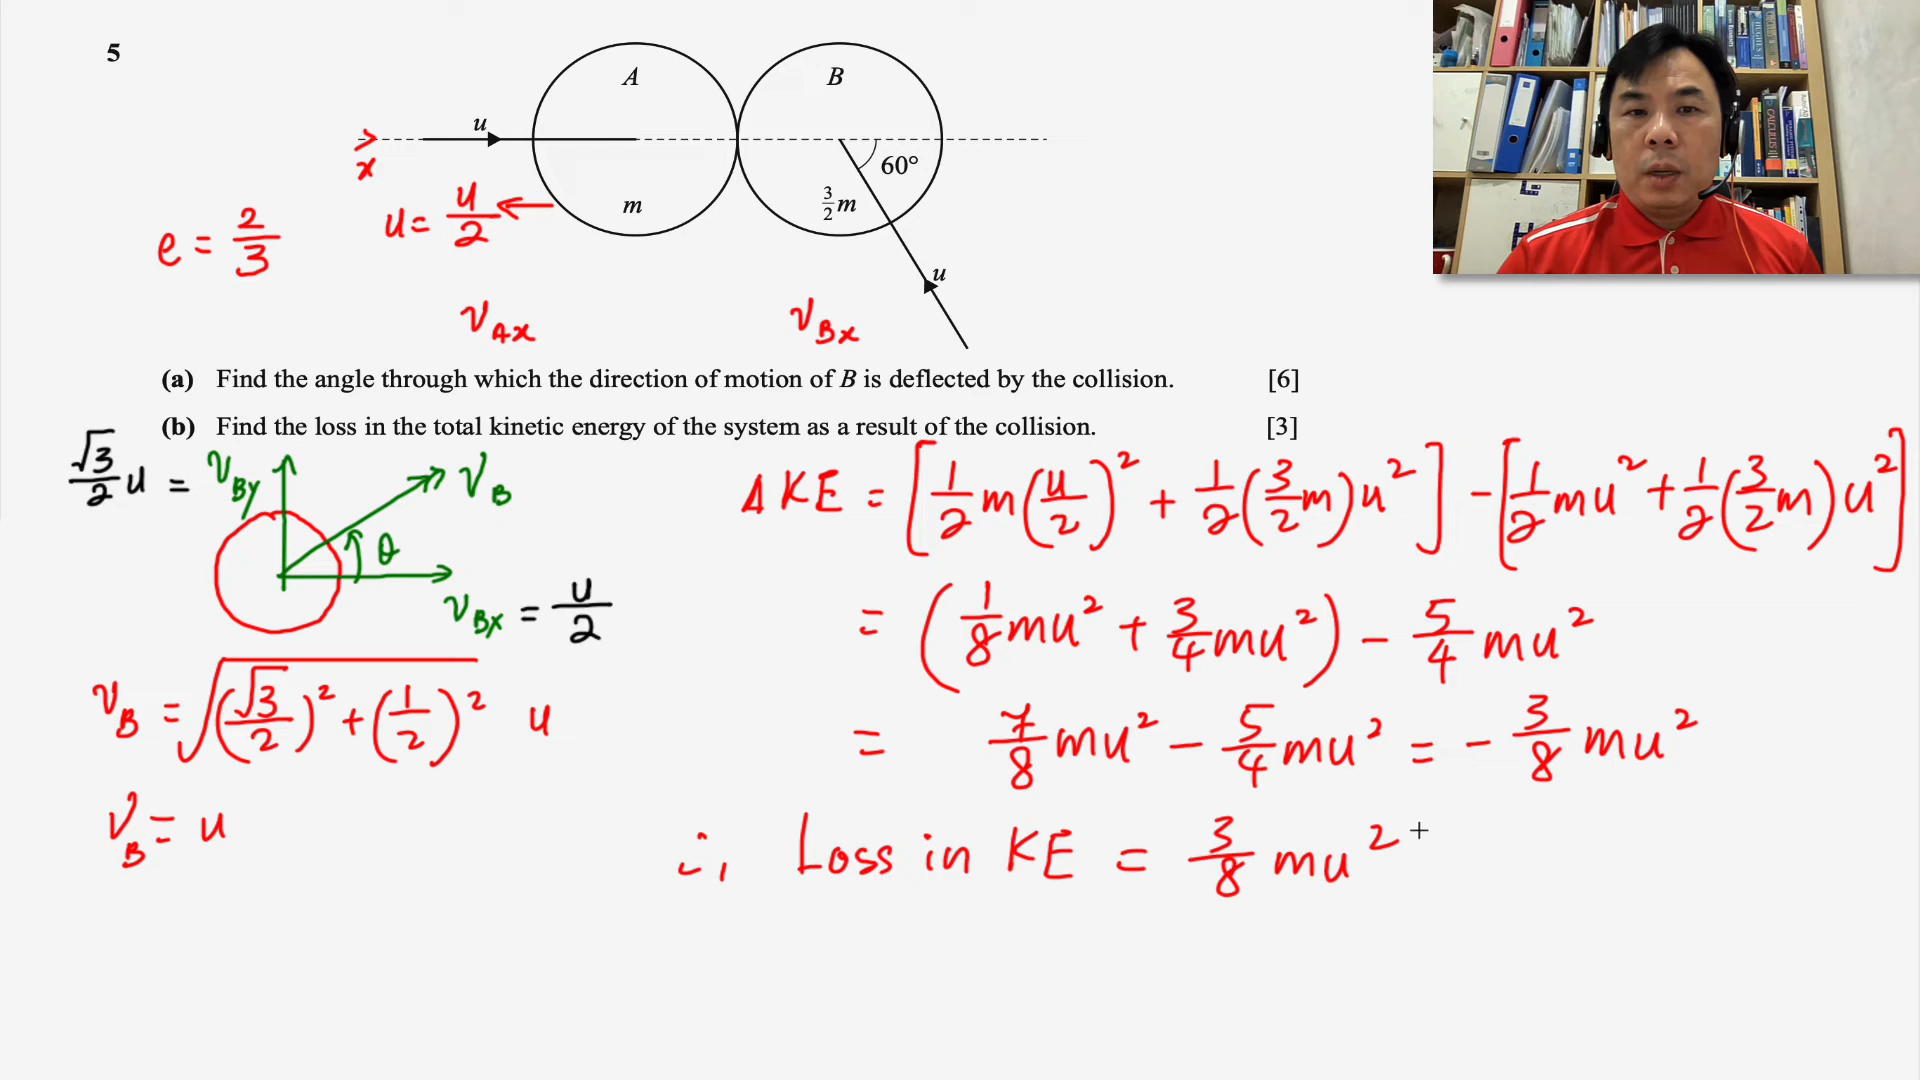 5
A
B
u
60°
m
3/2 m
u
x
u = u/2
e = 2/3
v_Ax
v_Bx
(a) Find the angle through which the direction of motion of B is deflected by the collision. [6]
(b) Find the loss in the total kinetic energy of the system as a result of the collision. [3]
√3/2 u = v_By
v_B
θ
v_Bx = u/2
v_B = √((√3/2)² + (1/2)²) u
v_B = u
ΔKE = [1/2 m(u/2)² + 1/2(3/2 m)u²] - [1/2 mu² + 1/2(3/2 m)u²]
= (1/8 mu² + 3/4 mu²) - 5/4 mu²
= 7/8 mu² - 5/4 mu² = - 3/8 mu²
∴ Loss in KE = 3/8 mu²
CALCULUS